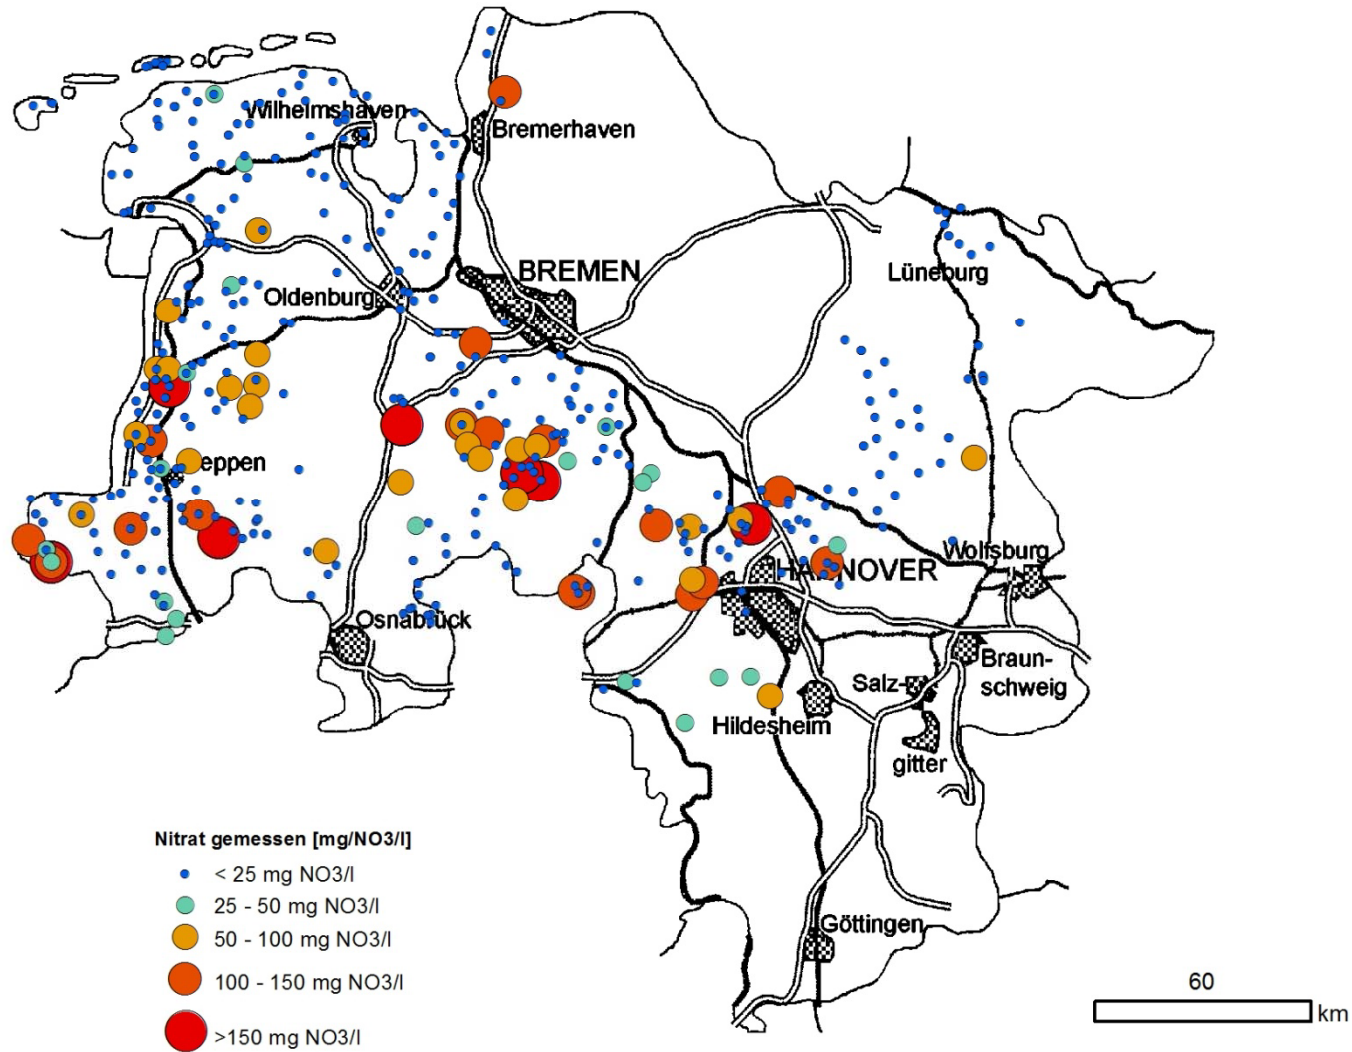 Wilhelmshaven
Bremerhaven
BREMEN
Lüneburg
Oldenburg
eppen
Wolfsburg
HANNOVER
Osnabrück
Braun-
schweig
Salz-
Hildesheim
gitter
Göttingen
Nitrat gemessen [mg/NO3/l]
< 25 mg NO3/l
25 - 50 mg NO3/l
50 - 100 mg NO3/l
100 - 150 mg NO3/l
>150 mg NO3/l
60
km